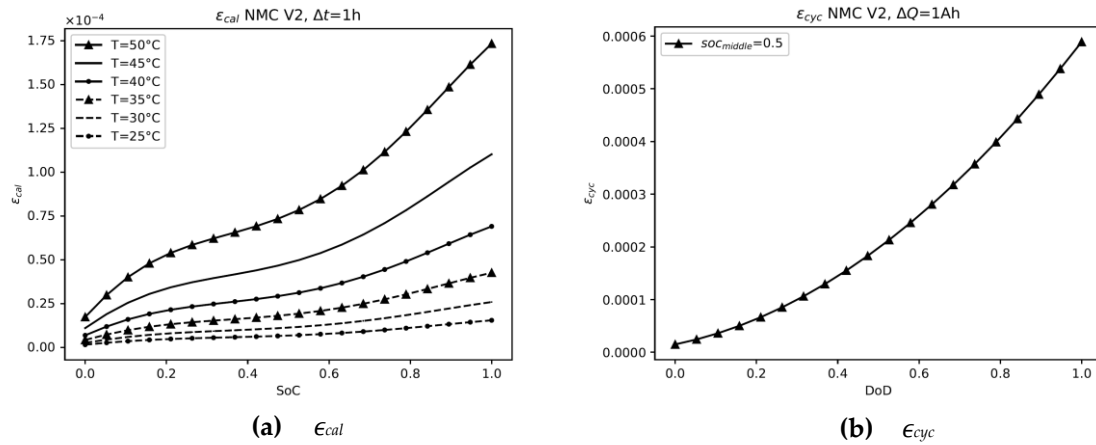 ε_cal NMC V2, Δt=1h
×10⁻⁴
1.75
1.50
1.25
1.00
0.75
0.50
0.25
0.00
ε_cal
T=50°C
T=45°C
T=40°C
T=35°C
T=30°C
T=25°C
0.0 0.2 0.4 0.6 0.8 1.0
SoC
(a) ϵ_cal
ε_cyc NMC V2, ΔQ=1Ah
0.0006
0.0005
0.0004
0.0003
0.0002
0.0001
0.0000
ε_cyc
soc_middle=0.5
0.0 0.2 0.4 0.6 0.8 1.0
DoD
(b) ϵ_cyc